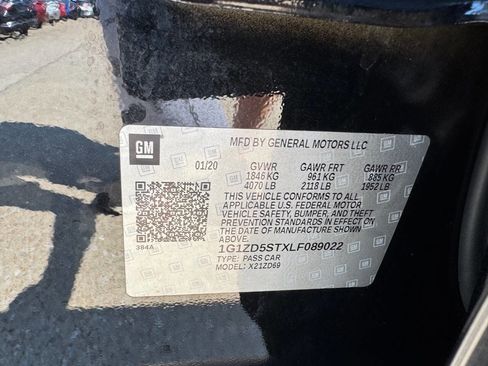 GM
MFD BY GENERAL MOTORS LLC
01/20 GVWR GAWR FRT GAWR RR
1846 KG 961 KG 885 KG
4070 LB 2118 LB 1952 LB
THIS VEHICLE CONFORMS TO ALL
APPLICABLE U.S. FEDERAL MOTOR
VEHICLE SAFETY, BUMPER, AND THEFT
PREVENTION STANDARDS IN EFFECT ON
THE DATE OF MANUFACTURE SHOWN
ABOVE.
384A
1G1ZD5STXLF089022
TYPE: PASS CAR
MODEL: X21ZD69